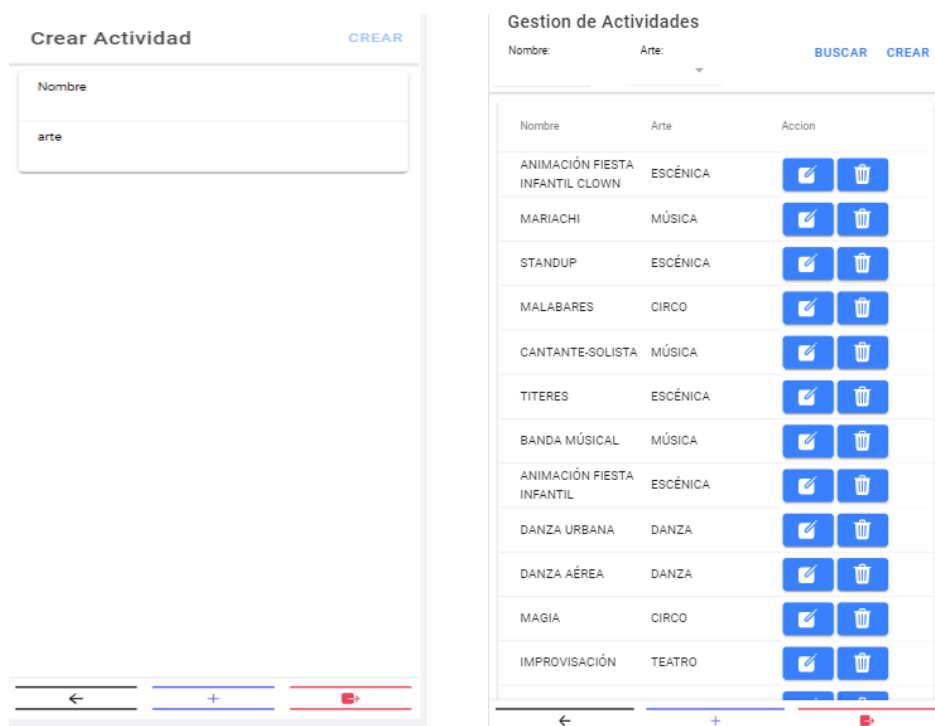 Crear Actividad CREAR
Nombre
arte
Gestion de Actividades
Nombre: Arte:
BUSCAR CREAR
Nombre Arte Accion
ANIMACIÓN FIESTA
INFANTIL CLOWN ESCÉNICA
MARIACHI MÚSICA
STANDUP ESCÉNICA
MALABARES CIRCO
CANTANTE-SOLISTA MÚSICA
TITERES ESCÉNICA
BANDA MÚSICAL MÚSICA
ANIMACIÓN FIESTA
INFANTIL ESCÉNICA
DANZA URBANA DANZA
DANZA AÉREA DANZA
MAGIA CIRCO
IMPROVISACIÓN TEATRO